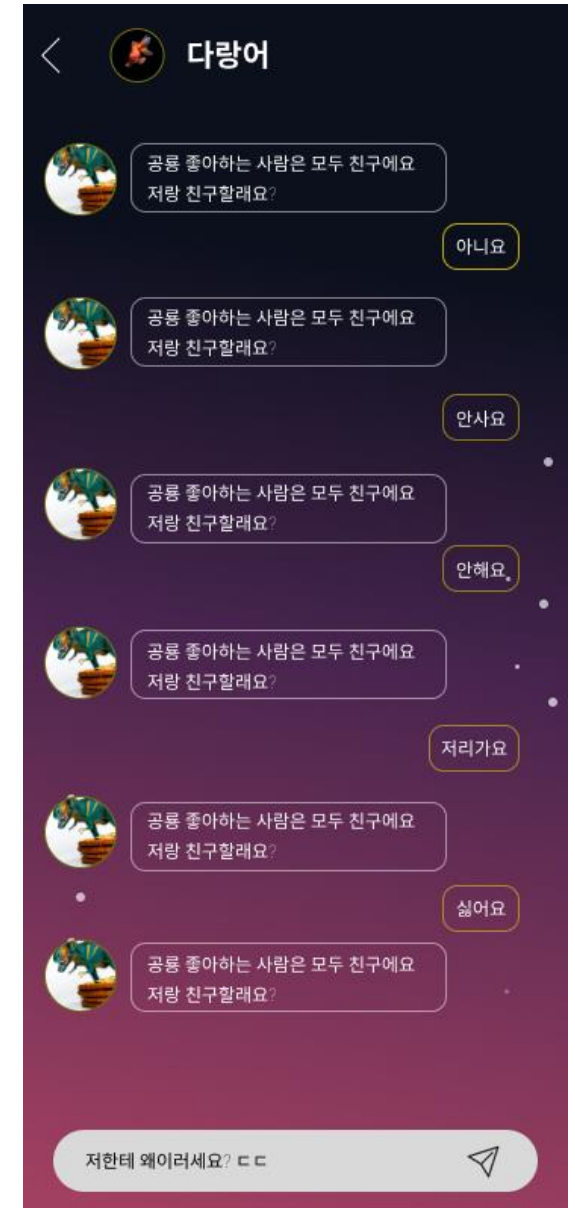 다랑어
공룡 좋아하는 사람은 모두 친구에요
저랑 친구할래요?
아니요
공룡 좋아하는 사람은 모두 친구에요
저랑 친구할래요?
안사요
공룡 좋아하는 사람은 모두 친구에요
저랑 친구할래요?
안해요
공룡 좋아하는 사람은 모두 친구에요
저랑 친구할래요?
저리가요
공룡 좋아하는 사람은 모두 친구에요
저랑 친구할래요?
싫어요
공룡 좋아하는 사람은 모두 친구에요
저랑 친구할래요?
저한테 왜이러세요? ㄷㄷ